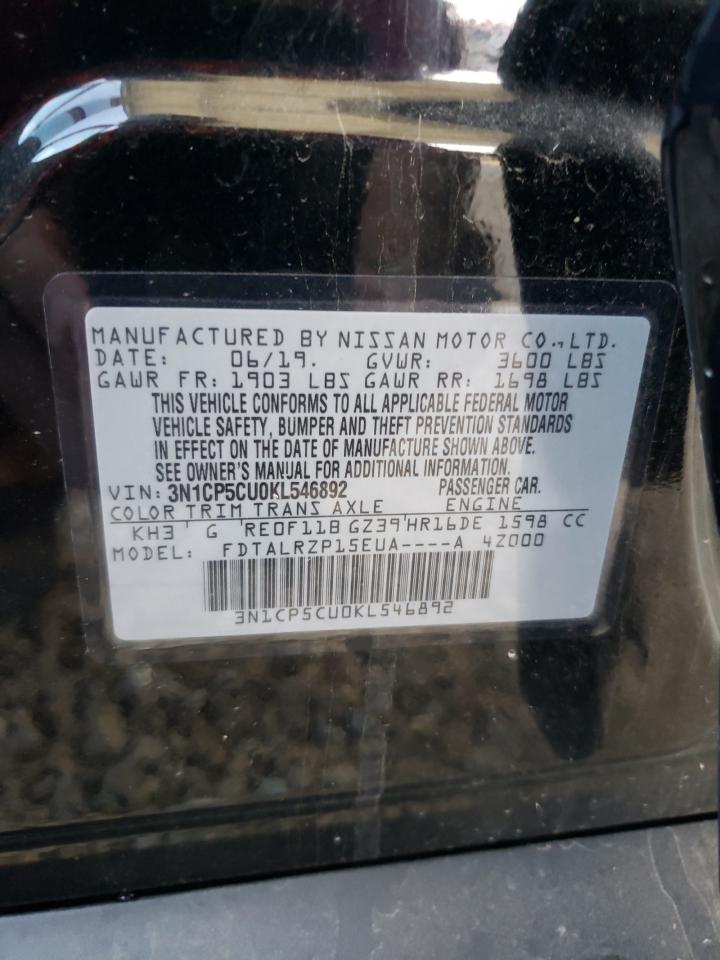 MANUFACTURED BY NISSAN MOTOR CO., LTD.
DATE: 06/19. GVWR: 3600 LBS
GAWR FR: 1903 LBS GAWR RR: 1698 LBS
THIS VEHICLE CONFORMS TO ALL APPLICABLE FEDERAL MOTOR
VEHICLE SAFETY, BUMPER AND THEFT PREVENTION STANDARDS
IN EFFECT ON THE DATE OF MANUFACTURE SHOWN ABOVE.
SEE OWNER'S MANUAL FOR ADDITIONAL INFORMATION.
VIN: 3N1CP5CU0KL546892 PASSENGER CAR.
COLOR TRIM TRANS AXLE ENGINE
KH3 G RE0F11B GZ39 HR16DE 1598 CC
MODEL: FDTALRZP15EUA----A 4Z000
3N1CP5CU0KL546892